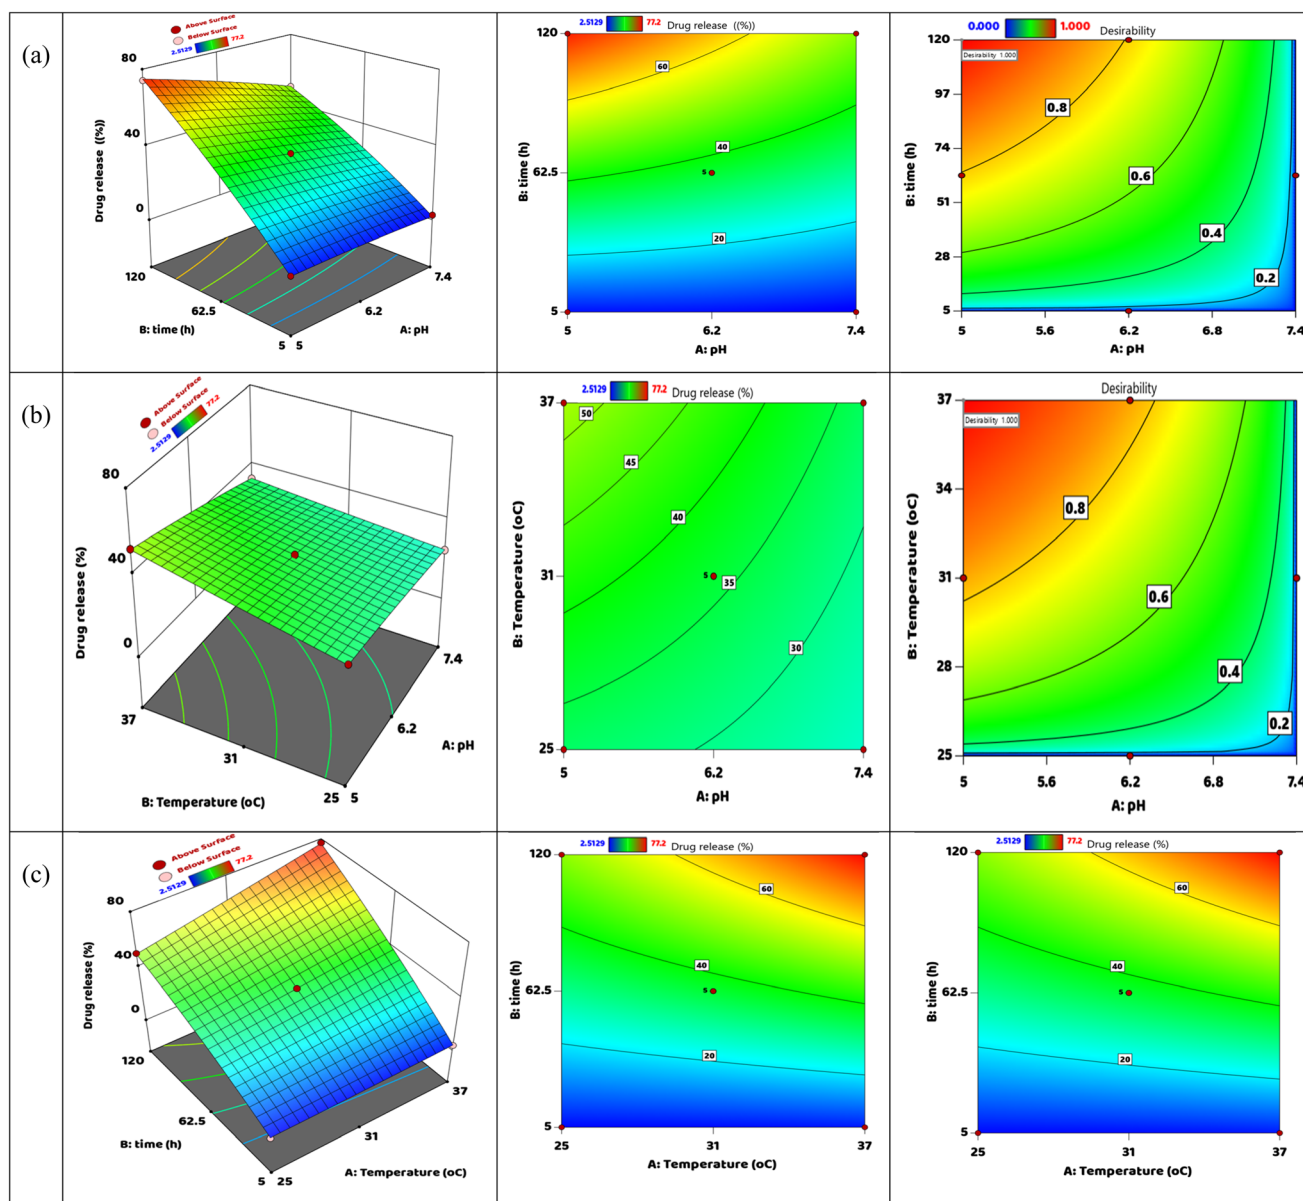 (a)
Above Surface
Below Surface
2.5129 77.2
80
40
0
Drug release ((%))
120
62.5
5 5
6.2
7.4
B: time (h)
A: pH
2.5129 77.2 Drug release ((%))
120
62.5
5
B: time (h)
60
40
5
20
5 6.2 7.4
A: pH
0.000 1.000 Desirability
120
97
74
51
28
5
B: time (h)
Desirability 1.000
0.8
0.6
0.4
0.2
5 5.6 6.2 6.8 7.4
A: pH
(b)
Above Surface
Below Surface
2.5129 77.2
80
40
0
Drug release (%)
37
31
25 5
6.2
7.4
B: Temperature (oC)
A: pH
2.5129 77.2 Drug release (%)
37
31
25
B: Temperature (oC)
50
45
40
5
35
30
5 6.2 7.4
A: pH
Desirability
37
34
31
28
25
B: Temperature (oC)
Desirability 1.000
0.8
0.6
0.4
0.2
5 5.6 6.2 6.8 7.4
A: pH
(c)
Above Surface
Below Surface
2.5129 77.2
80
40
0
Drug release (%)
120
62.5
5 25
31
37
B: time (h)
A: Temperature (oC)
2.5129 77.2 Drug release (%)
120
62.5
5
B: time (h)
60
40
5
20
25 31 37
A: Temperature (oC)
2.5129 77.2 Drug release (%)
120
62.5
5
B: time (h)
60
40
5
20
25 31 37
A: Temperature (oC)